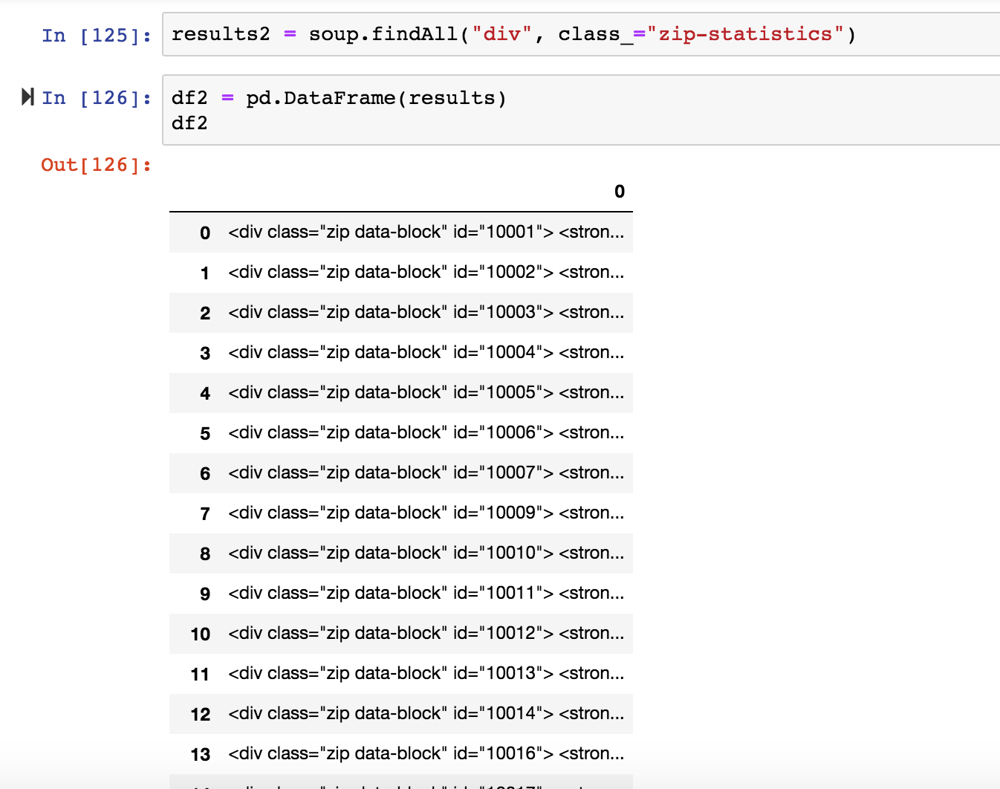 In [125]: results2 = soup.findAll("div", class_="zip-statistics")
In [126]: df2 = pd.DataFrame(results)
df2
Out[126]:
0
0 <div class="zip data-block" id="10001"> <stron...
1 <div class="zip data-block" id="10002"> <stron...
2 <div class="zip data-block" id="10003"> <stron...
3 <div class="zip data-block" id="10004"> <stron...
4 <div class="zip data-block" id="10005"> <stron...
5 <div class="zip data-block" id="10006"> <stron...
6 <div class="zip data-block" id="10007"> <stron...
7 <div class="zip data-block" id="10009"> <stron...
8 <div class="zip data-block" id="10010"> <stron...
9 <div class="zip data-block" id="10011"> <stron...
10 <div class="zip data-block" id="10012"> <stron...
11 <div class="zip data-block" id="10013"> <stron...
12 <div class="zip data-block" id="10014"> <stron...
13 <div class="zip data-block" id="10016"> <stron...